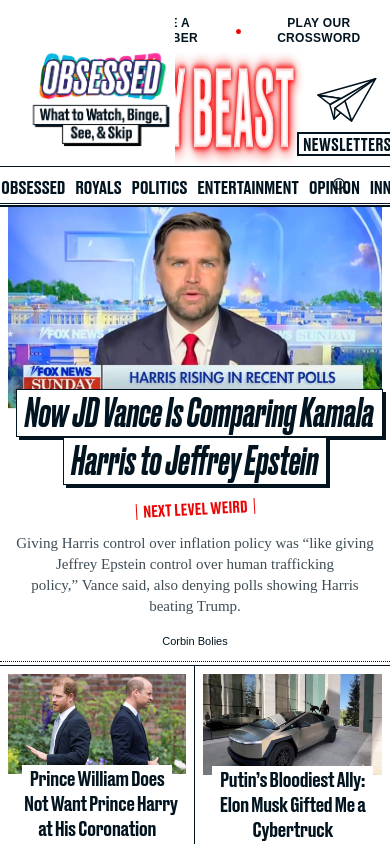 E A
BER
PLAY OUR
CROSSWORD
OBSESSED
What to Watch, Binge,
See, & Skip
Y BEAST
NEWSLETTERS
OBSESSED ROYALS POLITICS ENTERTAINMENT OPINION INN
FOX NEWS
SUNDAY
HARRIS RISING IN RECENT POLLS
FOX NEWS
SUNDAY
Now JD Vance Is Comparing Kamala
Harris to Jeffrey Epstein
NEXT LEVEL WEIRD
Giving Harris control over inflation policy was “like giving
Jeffrey Epstein control over human trafficking
policy,” Vance said, also denying polls showing Harris
beating Trump.
Corbin Bolies
Prince William Does
Not Want Prince Harry
at His Coronation
Putin’s Bloodiest Ally:
Elon Musk Gifted Me a
Cybertruck